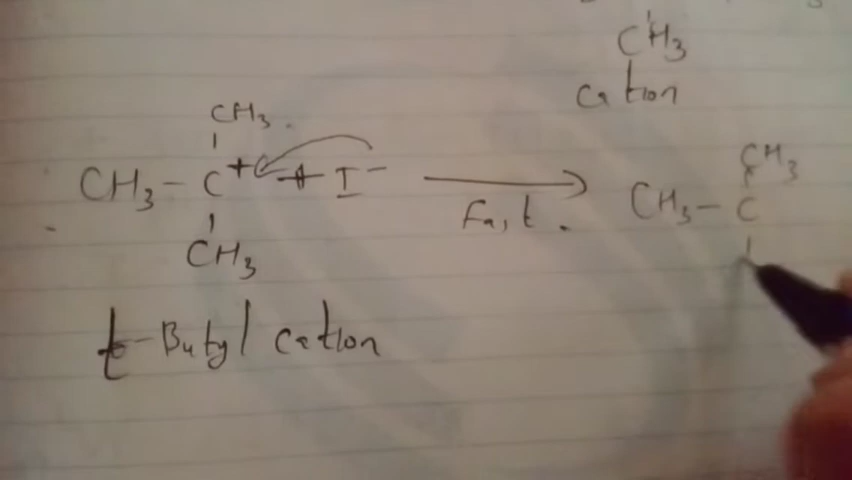 CH3
cation
CH3
CH3 - C+ + I- → CH3 - C
Fast.
CH3
CH3
t-Butyl cation